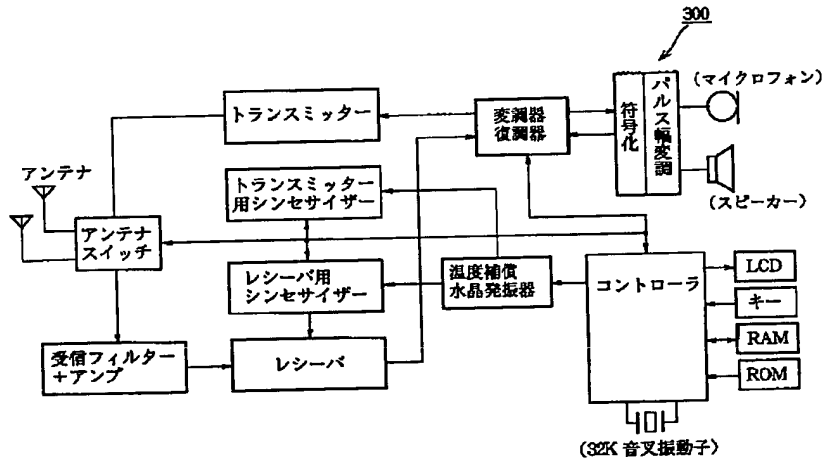 300
(マイクロフォン)
トランスミッター
変調器
復調器
符号化
パルス幅変調
アンテナ
トランスミッター
用シンセサイザー
(スピーカー)
アンテナ
スイッチ
レシーバ用
シンセサイザー
温度補償
水晶発振器
コントローラ
LCD
キー
RAM
ROM
受信フィルター
+アンプ
レシーバ
(32K 音叉振動子)